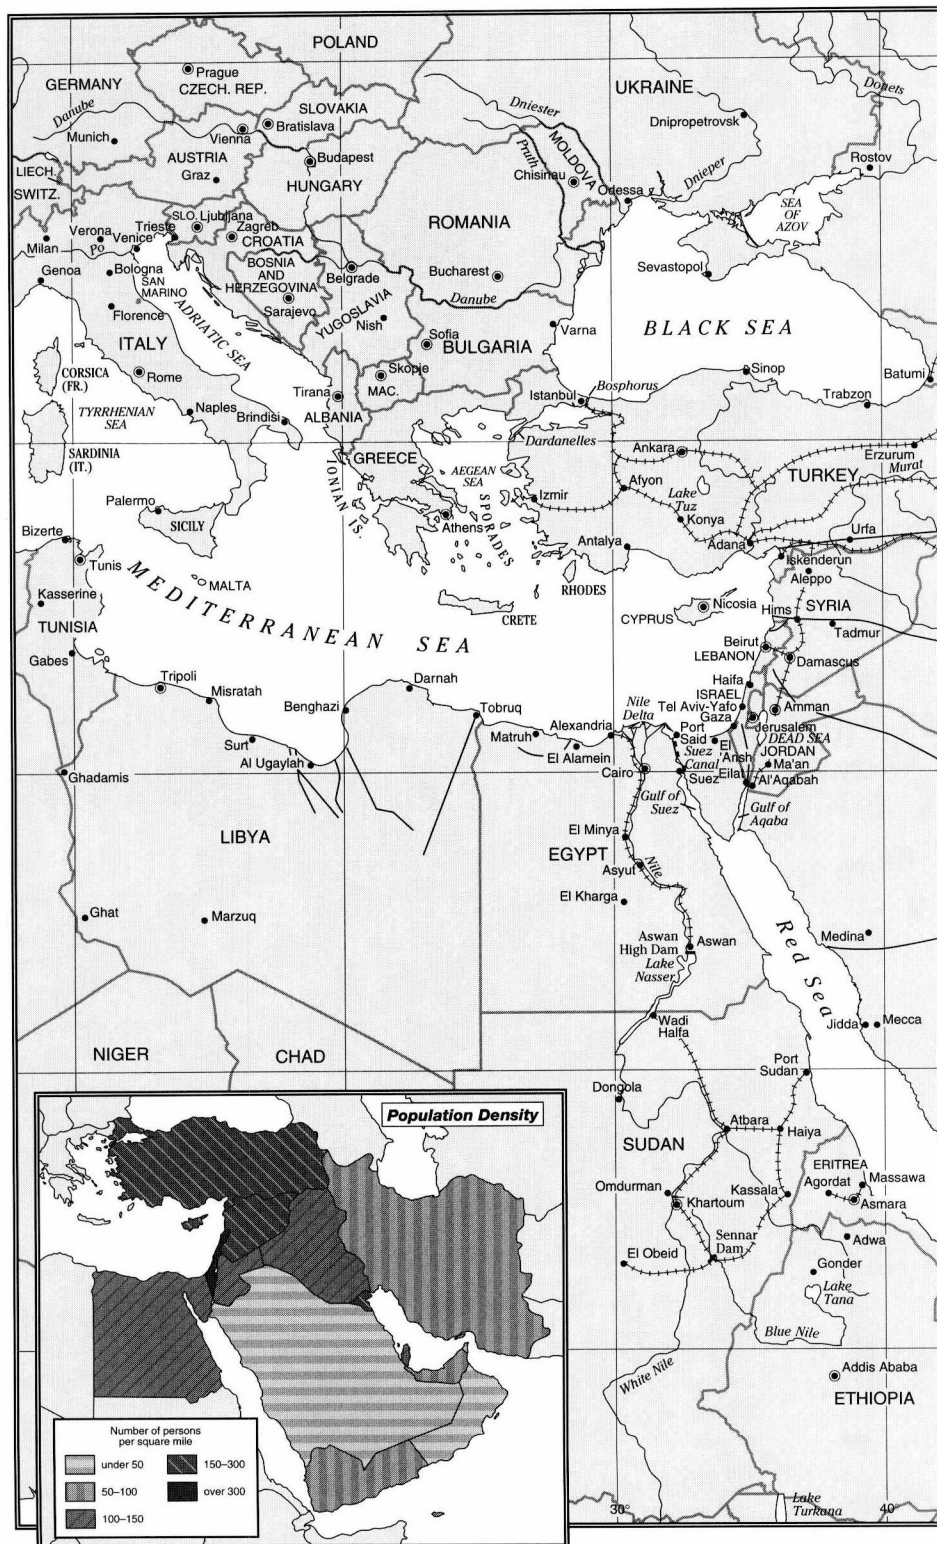 POLAND
Prague
CZECH. REP.
GERMANY
UKRAINE
Donets
Danube
SLOVAKIA
Dniester
Dnipropetrovsk
Munich
Vienna
Bratislava
MOLDOVA
Pruth
AUSTRIA
Budapest
Rostov
LIECH.
Graz
Chisinau
Dnieper
SWITZ.
HUNGARY
Odessa
SEA
OF
AZOV
SLO.
Ljubljana
ROMANIA
Verona
Trieste
Zagreb
Milan
Po
Venice
CROATIA
Genoa
Bologna
BOSNIA
AND
HERZEGOVINA
Belgrade
Bucharest
Sevastopol
SAN
MARINO
Danube
Florence
Sarajevo
YUGOSLAVIA
Nish
ADRIATIC SEA
Varna
BLACK SEA
ITALY
Sofia
BULGARIA
CORSICA
(FR.)
Rome
Skopje
Sinop
Batumi
Tirana
MAC.
Bosphorus
Istanbul
Trabzon
TYRRHENIAN
SEA
Naples
Brindisi
ALBANIA
Dardanelles
Ankara
Erzurum
SARDINIA
(IT.)
GREECE
AEGEAN
SEA
TURKEY
Murat
IONIAN IS.
Afyon
Lake
Tuz
Palermo
SPORADES
Izmir
SICILY
Athens
Konya
Urfa
Bizerte
Antalya
Adana
Tunis
Iskenderun
MALTA
RHODES
Aleppo
Kasserine
MEDITERRANEAN SEA
CRETE
Nicosia
CYPRUS
Hims
SYRIA
TUNISIA
Tadmur
Gabes
Beirut
LEBANON
Damascus
Tripoli
Darnah
Haifa
Misratah
ISRAEL
Benghazi
Tobruq
Alexandria
Nile
Delta
Tel Aviv-Yafo
Amman
Port
Said
Gaza
Jerusalem
Surt
Matruh
DEAD SEA
El Alamein
Suez
Canal
El
Arish
JORDAN
Al Ugaylah
Ma'an
Ghadamis
Cairo
Suez
Eilat
Al'Aqabah
Gulf of
Suez
Gulf of
Aqaba
LIBYA
El Minya
EGYPT
Asyut
Nile
El Kharga
Ghat
Marzuq
Medina
Aswan
High Dam
Aswan
Lake
Nasser
Red Sea
Wadi
Halfa
Jidda
Mecca
NIGER
CHAD
Port
Sudan
Dongola
Atbara
Haiya
SUDAN
ERITREA
Massawa
Agordat
Omdurman
Kassala
Khartoum
Asmara
Sennar
Dam
Adwa
El Obeid
Gonder
Lake
Tana
Blue Nile
White Nile
Addis Ababa
ETHIOPIA
30°
Lake
Turkana
40°
Population Density
Number of persons
per square mile
under 50
150–300
50–100
over 300
100–150